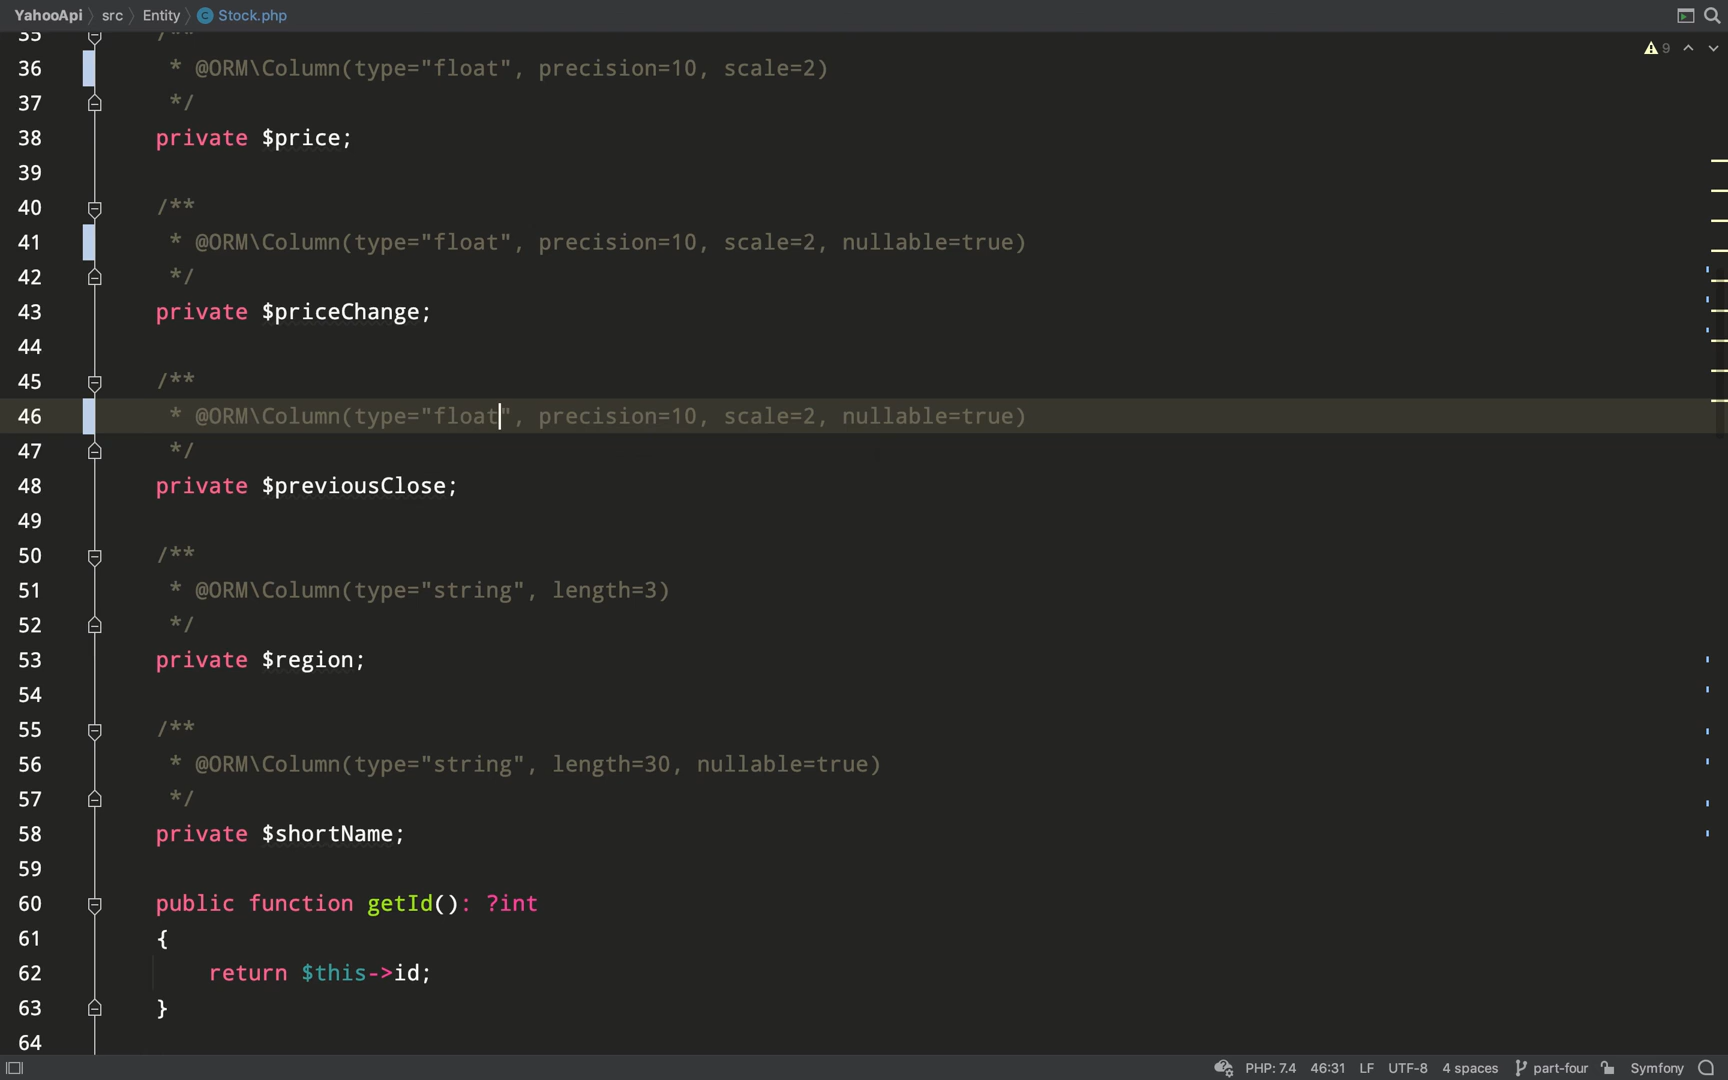 YahooApi src Entity Stock.php
35 /**
9
36 * @ORM\Column(type="float", precision=10, scale=2)
37 */
38 private $price;
39
40 /**
41 * @ORM\Column(type="float", precision=10, scale=2, nullable=true)
42 */
43 private $priceChange;
44
45 /**
46 * @ORM\Column(type="float", precision=10, scale=2, nullable=true)
47 */
48 private $previousClose;
49
50 /**
51 * @ORM\Column(type="string", length=3)
52 */
53 private $region;
54
55 /**
56 * @ORM\Column(type="string", length=30, nullable=true)
57 */
58 private $shortName;
59
60 public function getId(): ?int
61 {
62 return $this->id;
63 }
64
PHP: 7.4 46:31 LF UTF-8 4 spaces part-four Symfony